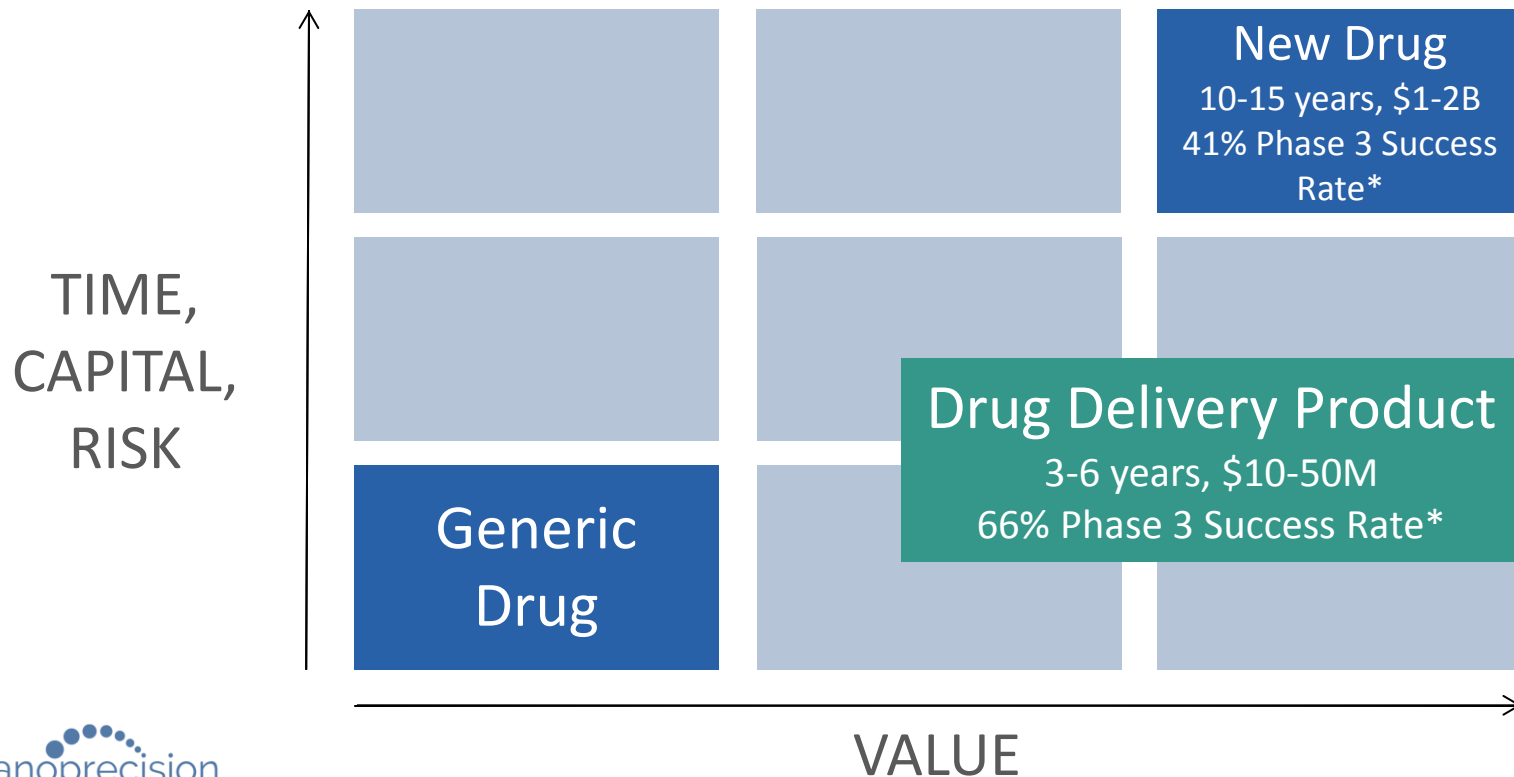 New Drug
10-15 years, $1-2B
41% Phase 3 Success
Rate*
TIME,
CAPITAL,
RISK
Drug Delivery Product
3-6 years, $10-50M
66% Phase 3 Success Rate*
Generic
Drug
VALUE
anoprecision